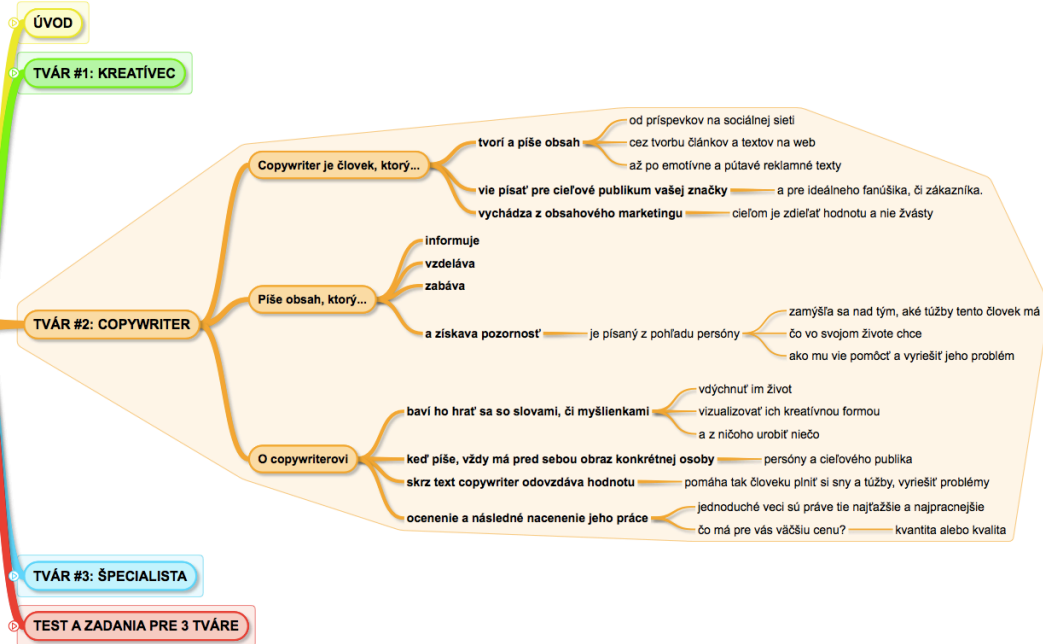 ÚVOD
TVÁR #1: KREATÍVEC
TVÁR #2: COPYWRITER
Copywriter je človek, ktorý...
tvorí a píše obsah
od príspevkov na sociálnej sieti
cez tvorbu článkov a textov na web
až po emotívne a pútavé reklamné texty
vie písať pre cieľové publikum vašej značky
a pre ideálneho fanúšika, či zákazníka.
vychádza z obsahového marketingu
cieľom je zdieľať hodnotu a nie žvásty
Píše obsah, ktorý...
informuje
vzdeláva
zabáva
a získava pozornosť
je písaný z pohľadu persóny
zamýšľa sa nad tým, aké túžby tento človek má
čo vo svojom živote chce
ako mu vie pomôcť a vyriešiť jeho problém
O copywriterovi
baví ho hrať sa so slovami, či myšlienkami
vdýchnuť im život
vizualizovať ich kreatívnou formou
a z ničoho urobiť niečo
keď píše, vždy má pred sebou obraz konkrétnej osoby
persóny a cieľového publika
skrz text copywriter odovzdáva hodnotu
pomáha tak človeku plniť si sny a túžby, vyriešiť problémy
ocenenie a následné nacenenie jeho práce
jednoduché veci sú práve tie najťažšie a najpracnejšie
čo má pre vás väčšiu cenu?
kvantita alebo kvalita
TVÁR #3: ŠPECIALISTA
TEST A ZADANIA PRE 3 TVÁRE